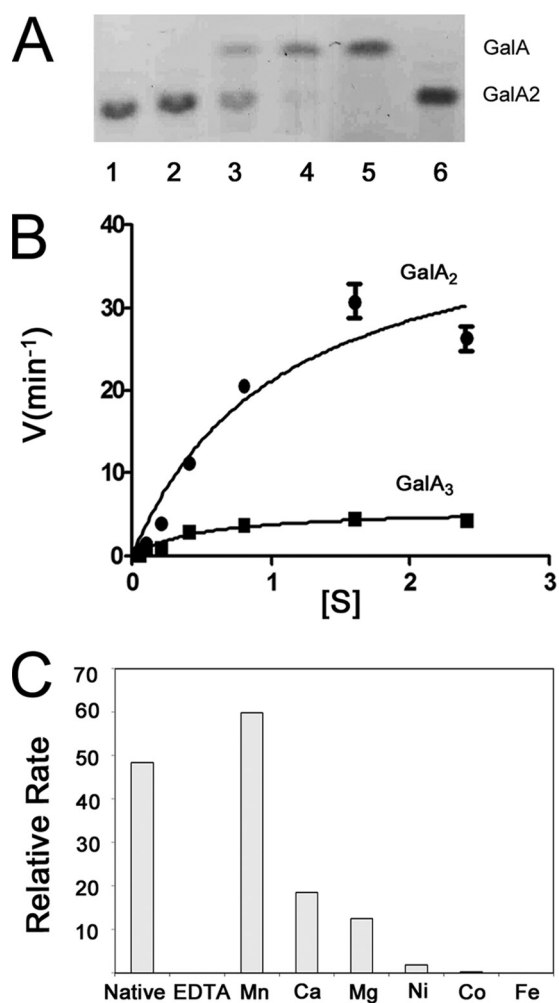 A
GalA
GalA2
1 2 3 4 5 6
B
40
30
20
10
0
V(min⁻¹)
GalA₂
GalA₃
0 1 2 3
[S]
C
70
60
50
40
30
20
10
Relative Rate
Native EDTA Mn Ca Mg Ni Co Fe